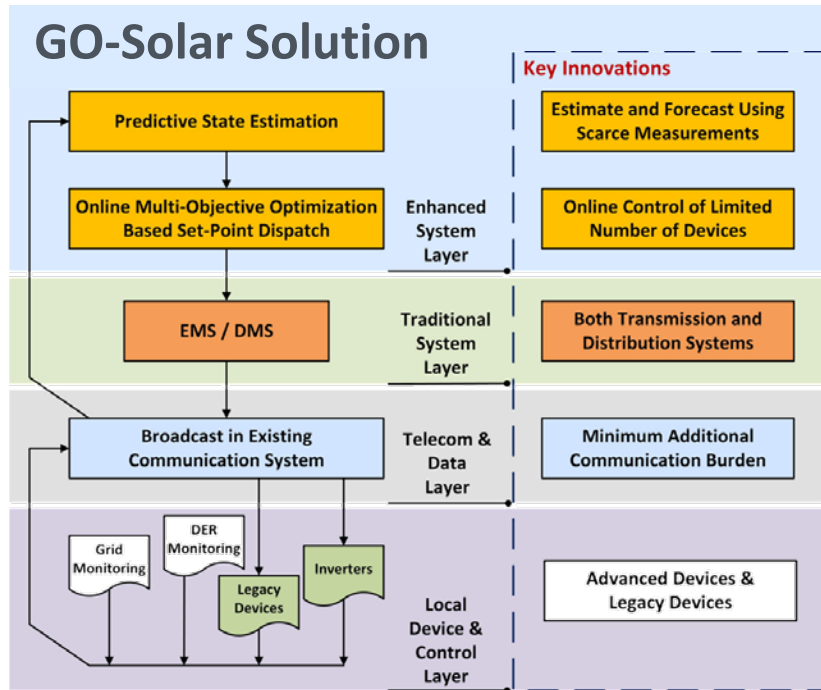 GO-Solar Solution
Key Innovations
Predictive State Estimation
Estimate and Forecast Using
Scarce Measurements
Online Multi-Objective Optimization
Based Set-Point Dispatch
Enhanced
System
Layer
Online Control of Limited
Number of Devices
EMS / DMS
Traditional
System
Layer
Both Transmission and
Distribution Systems
Broadcast in Existing
Communication System
Telecom &
Data
Layer
Minimum Additional
Communication Burden
Grid
Monitoring
DER
Monitoring
Legacy
Devices
Inverters
Local
Device &
Control
Layer
Advanced Devices &
Legacy Devices